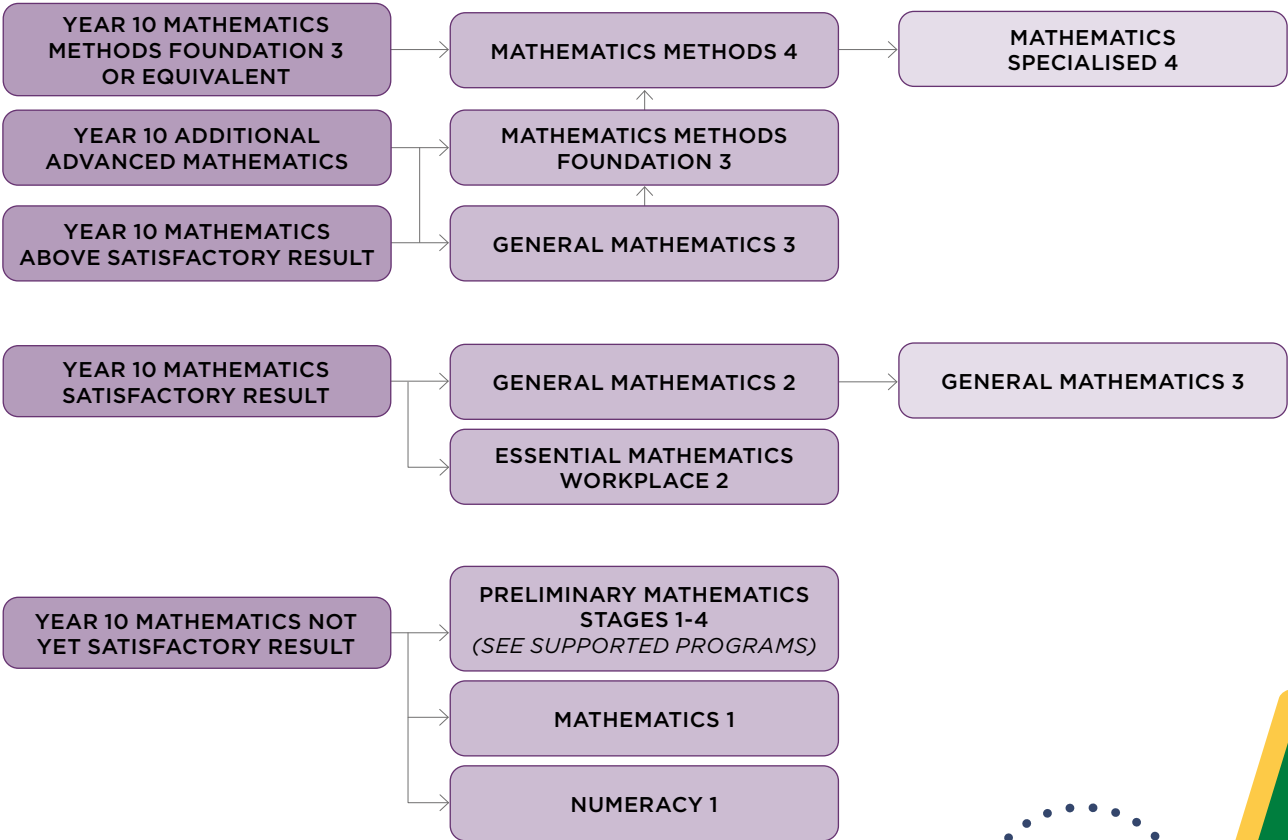 YEAR 10 MATHEMATICS
METHODS FOUNDATION 3
OR EQUIVALENT
MATHEMATICS METHODS 4
MATHEMATICS
SPECIALISED 4
YEAR 10 ADDITIONAL
ADVANCED MATHEMATICS
MATHEMATICS METHODS
FOUNDATION 3
YEAR 10 MATHEMATICS
ABOVE SATISFACTORY RESULT
GENERAL MATHEMATICS 3
YEAR 10 MATHEMATICS
SATISFACTORY RESULT
GENERAL MATHEMATICS 2
GENERAL MATHEMATICS 3
ESSENTIAL MATHEMATICS
WORKPLACE 2
YEAR 10 MATHEMATICS NOT
YET SATISFACTORY RESULT
PRELIMINARY MATHEMATICS
STAGES 1-4
(SEE SUPPORTED PROGRAMS)
MATHEMATICS 1
NUMERACY 1